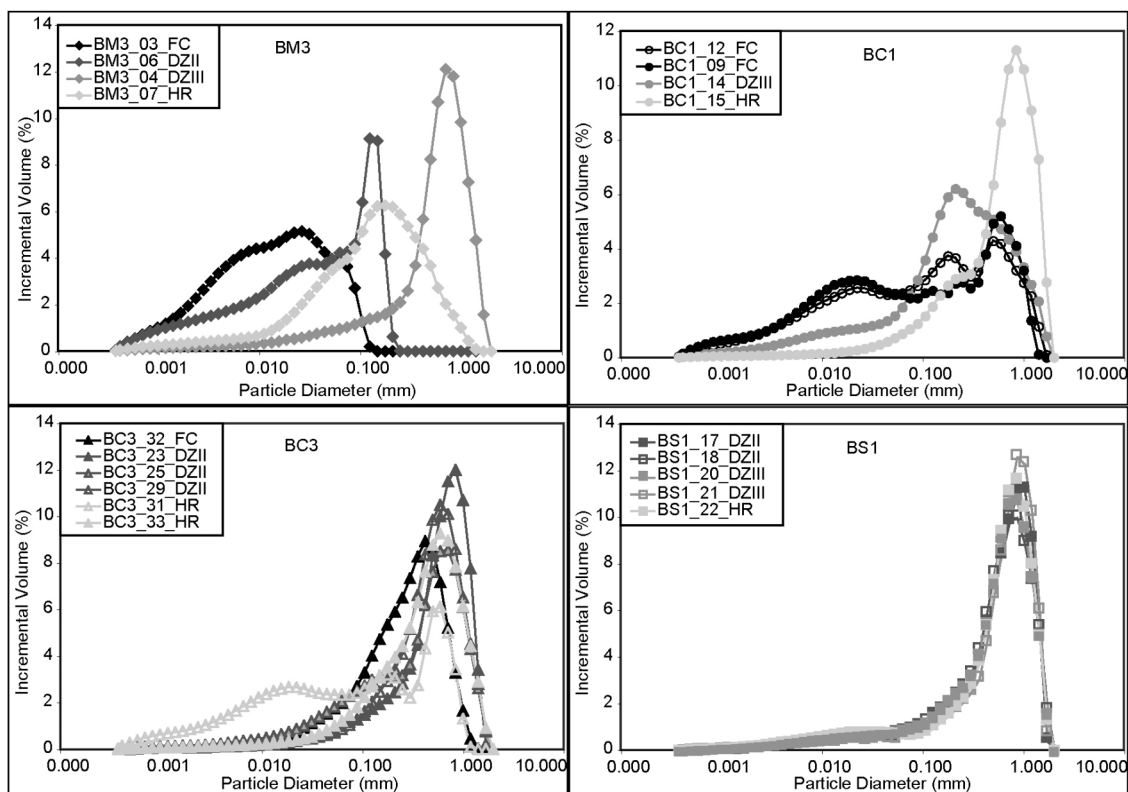 BM3
BM3_03_FC
BM3_06_DZII
BM3_04_DZIII
BM3_07_HR
Incremental Volume (%)
14
12
10
8
6
4
2
0
0.000 0.001 0.010 0.100 1.000 10.000
Particle Diameter (mm)
BC1
BC1_12_FC
BC1_09_FC
BC1_14_DZIII
BC1_15_HR
Incremental Volume (%)
12
10
8
6
4
2
0
0.000 0.001 0.010 0.100 1.000 10.000
Particle Diameter (mm)
BC3
BC3_32_FC
BC3_23_DZII
BC3_25_DZII
BC3_29_DZII
BC3_31_HR
BC3_33_HR
Incremental Volume (%)
14
12
10
8
6
4
2
0
0.000 0.001 0.010 0.100 1.000 10.000
Particle Diameter (mm)
BS1
BS1_17_DZII
BS1_18_DZII
BS1_20_DZIII
BS1_21_DZIII
BS1_22_HR
Incremental Volume (%)
14
12
10
8
6
4
2
0
0.000 0.001 0.010 0.100 1.000 10.000
Particle Diameter (mm)